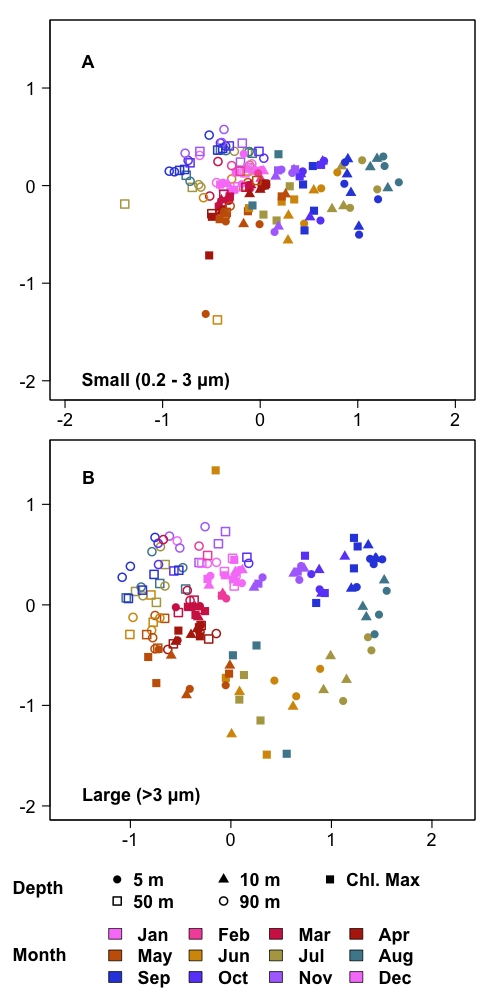 A
1
0
-1
-2
Small (0.2 - 3 µm)
-2 -1 0 1 2
B
1
0
-1
-2
Large (>3 µm)
-1 0 1 2
Depth
5 m 10 m Chl. Max
50 m 90 m
Month
Jan Feb Mar Apr
May Jun Jul Aug
Sep Oct Nov Dec